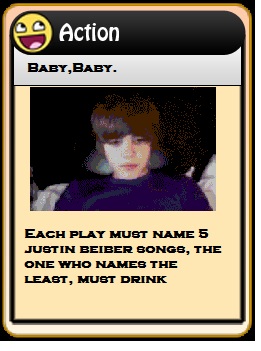 Action
Baby,Baby.
Each play must name 5
justin beiber songs, the
one who names the
least, must drink